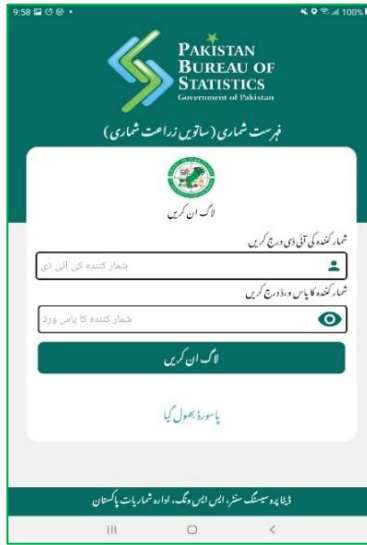 9:58
100%
PAKISTAN
BUREAU OF
STATISTICS
Government of Pakistan
فہرست شماری (ساتویں زراعت شماری)
لاگ ان کریں
شمار کنندہ کی آئی ڈی درج کریں
شمار کنندہ کی آئی ڈی
شمار کنندہ کا پاس ورڈ درج کریں
شمار کنندہ کا پاس ورڈ
لاگ ان کریں
پاسورڈ بھول گیا
ڈیٹا پروسیسنگ سنٹر، ایس ایس ونگ، ادارہ شماریات پاکستان